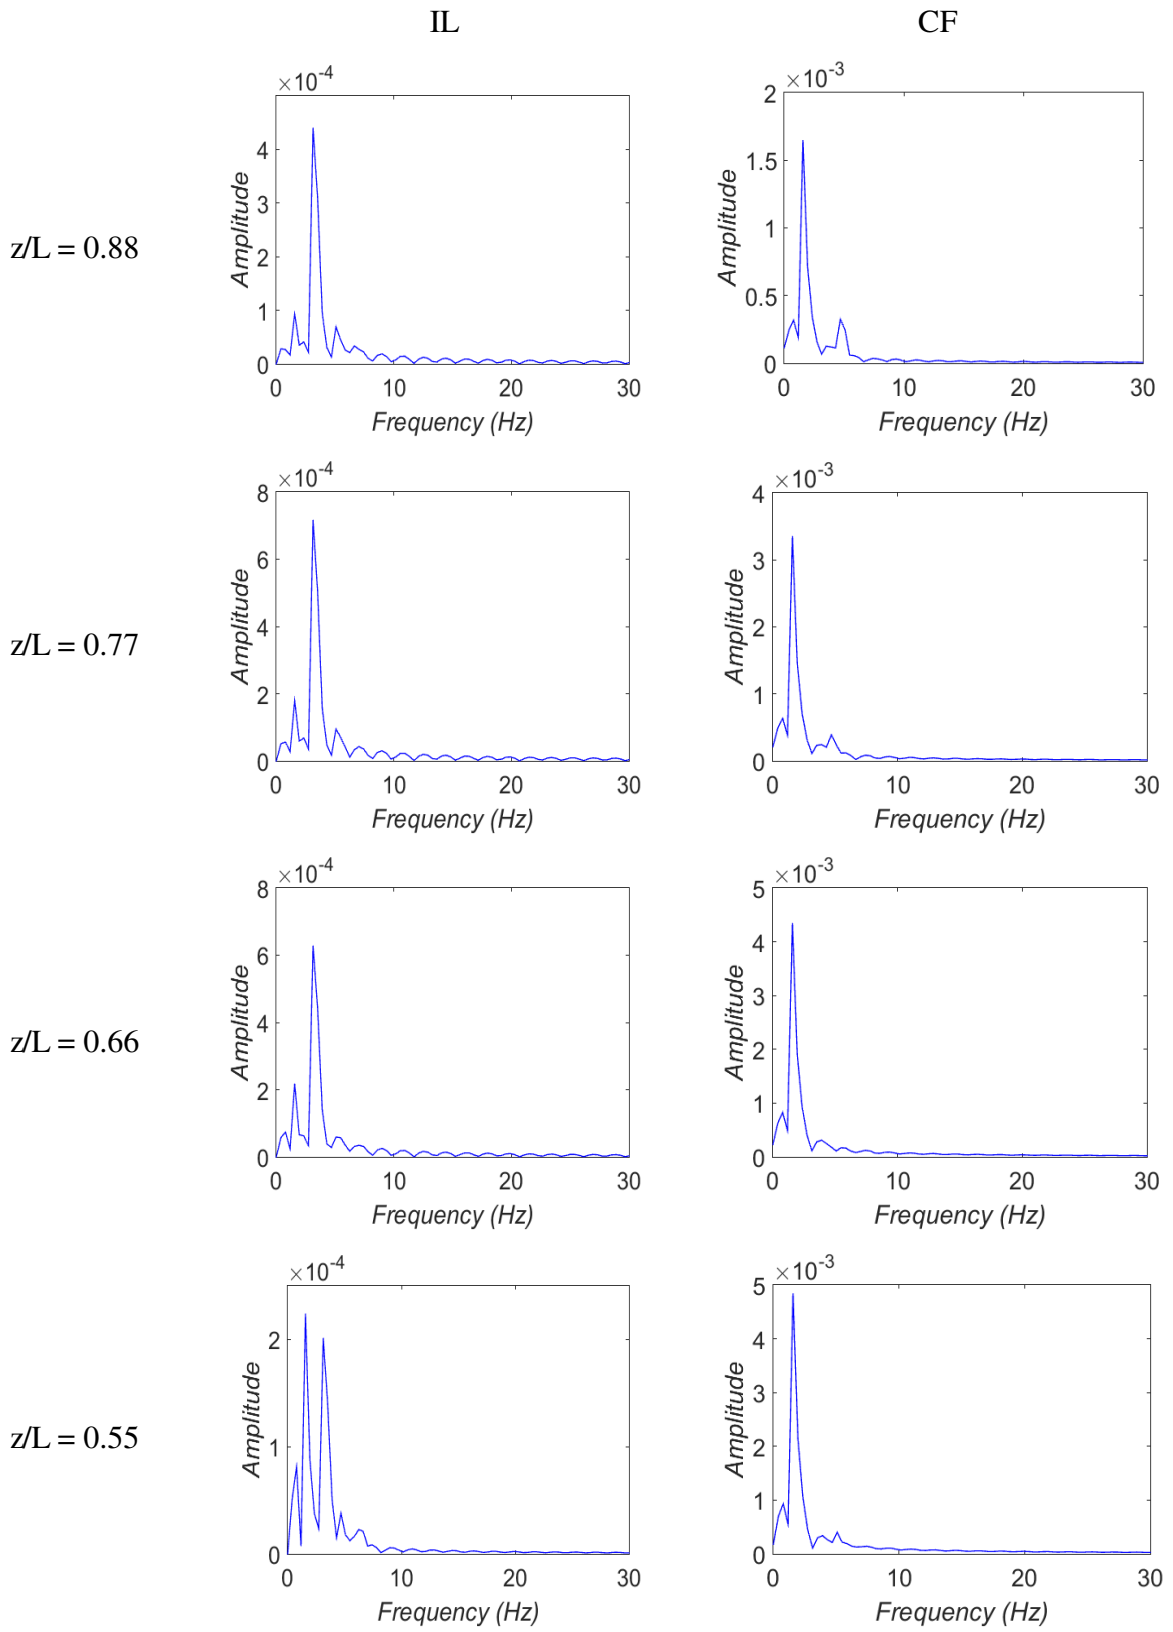 IL CF
z/L = 0.88
×10-4
Amplitude
4
3
2
1
0
0 10 20 30
Frequency (Hz)
×10-3
Amplitude
2
1.5
1
0.5
0
0 10 20 30
Frequency (Hz)
z/L = 0.77
×10-4
Amplitude
8
6
4
2
0
0 10 20 30
Frequency (Hz)
×10-3
Amplitude
4
3
2
1
0
0 10 20 30
Frequency (Hz)
z/L = 0.66
×10-4
Amplitude
8
6
4
2
0
0 10 20 30
Frequency (Hz)
×10-3
Amplitude
5
4
3
2
1
0
0 10 20 30
Frequency (Hz)
z/L = 0.55
×10-4
Amplitude
2
1
0
0 10 20 30
Frequency (Hz)
×10-3
Amplitude
5
4
3
2
1
0
0 10 20 30
Frequency (Hz)